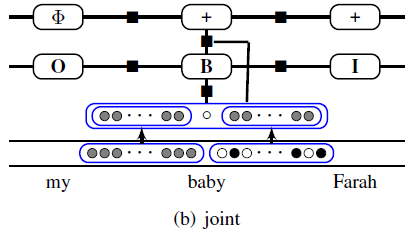 Φ + +
O B I
my baby Farah
(b) joint